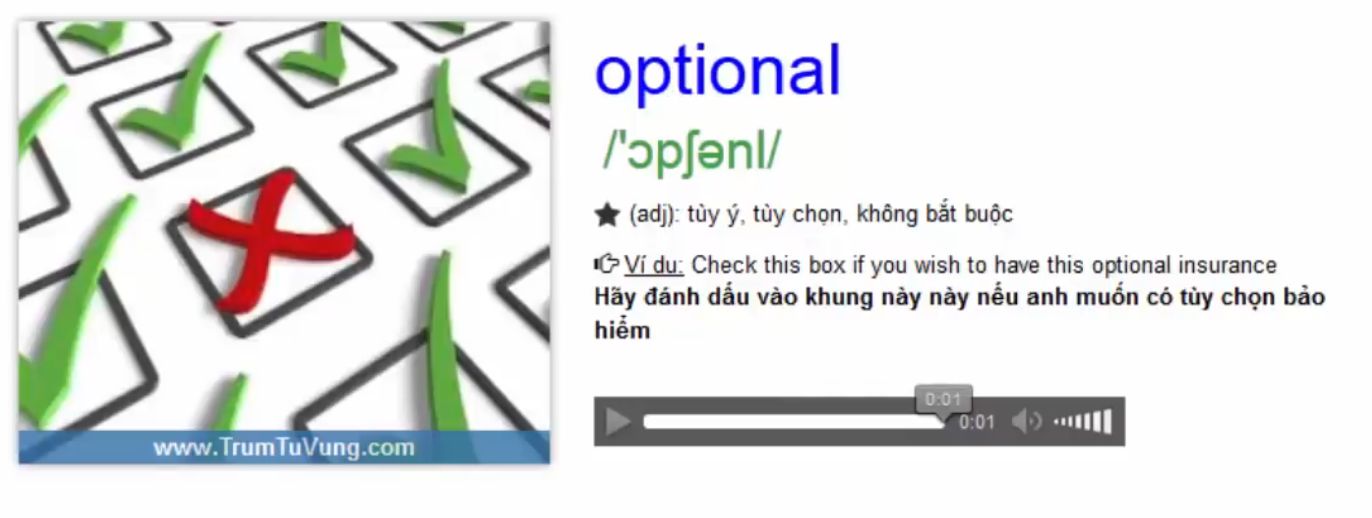 optional
/'ɔpʃənl/
(adj): tùy ý, tùy chọn, không bắt buộc
Ví du: Check this box if you wish to have this optional insurance
Hãy đánh dấu vào khung này này nếu anh muốn có tùy chọn bảo
hiểm
0:01
0:01
www.TrumTuVung.com